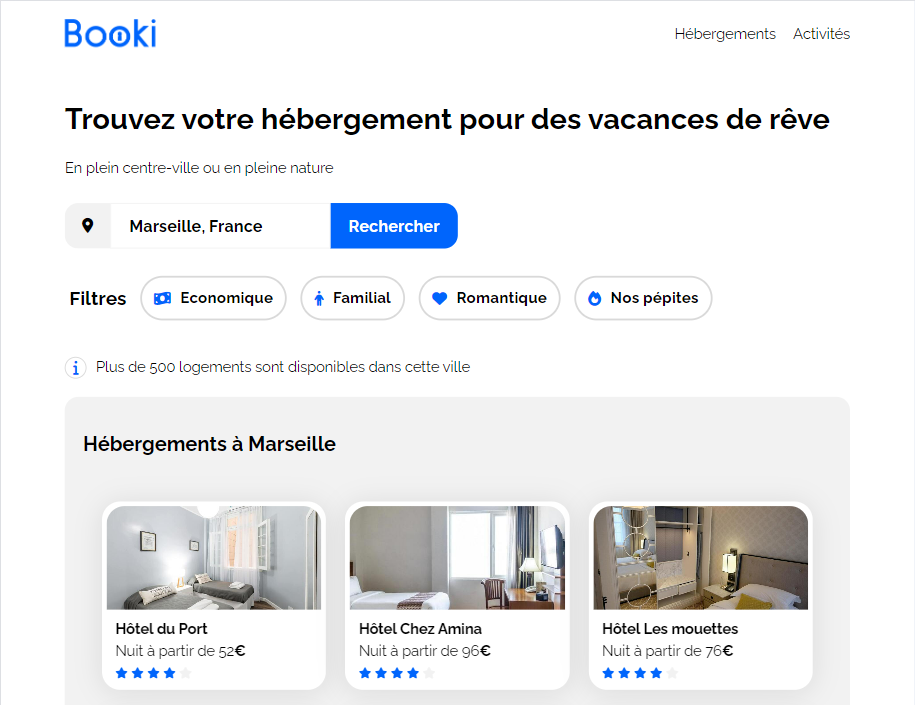 Booki
Hébergements Activités
Trouvez votre hébergement pour des vacances de rêve
En plein centre-ville ou en pleine nature
Marseille, France Rechercher
Filtres Economique Familial Romantique Nos pépites
Plus de 500 logements sont disponibles dans cette ville
Hébergements à Marseille
Hôtel du Port
Nuit à partir de 52€
Hôtel Chez Amina
Nuit à partir de 96€
Hôtel Les mouettes
Nuit à partir de 76€